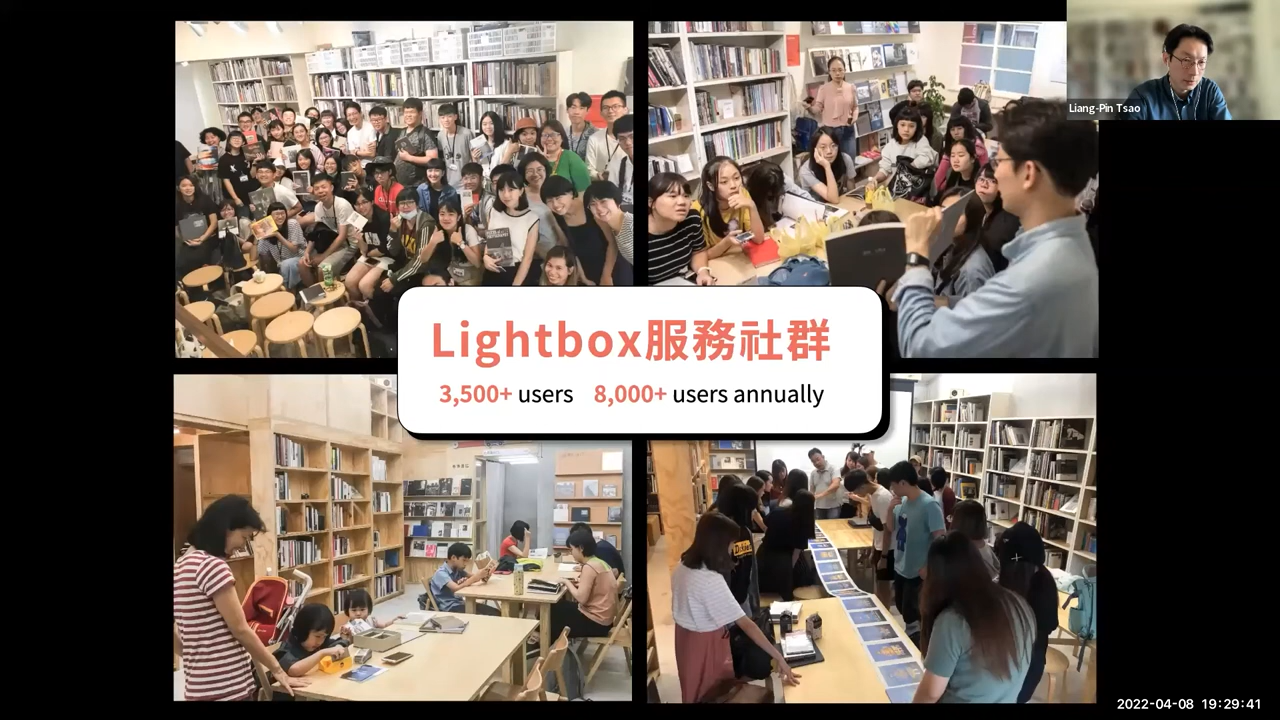 Liang-Pin Tsao
Lightbox服務社群
3,500+ users 8,000+ users annually
2022-04-08 19:29:41